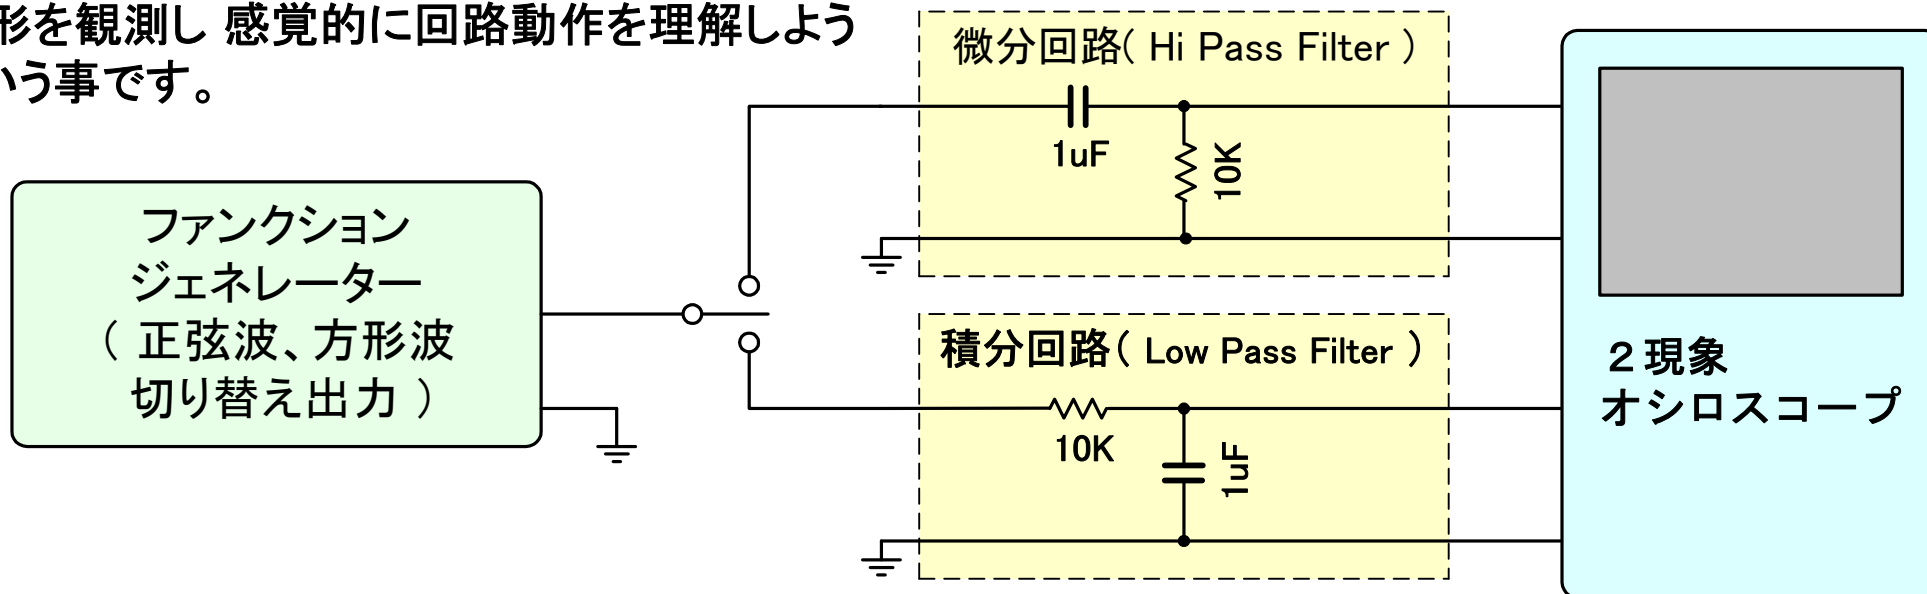 形を観測し 感覚的に回路動作を理解しよう
いう事です。
微分回路( Hi Pass Filter )
1uF
10K
ファンクション
ジェネレーター
( 正弦波、方形波
切り替え出力 )
積分回路( Low Pass Filter )
10K
1uF
２現象
オシロスコープ